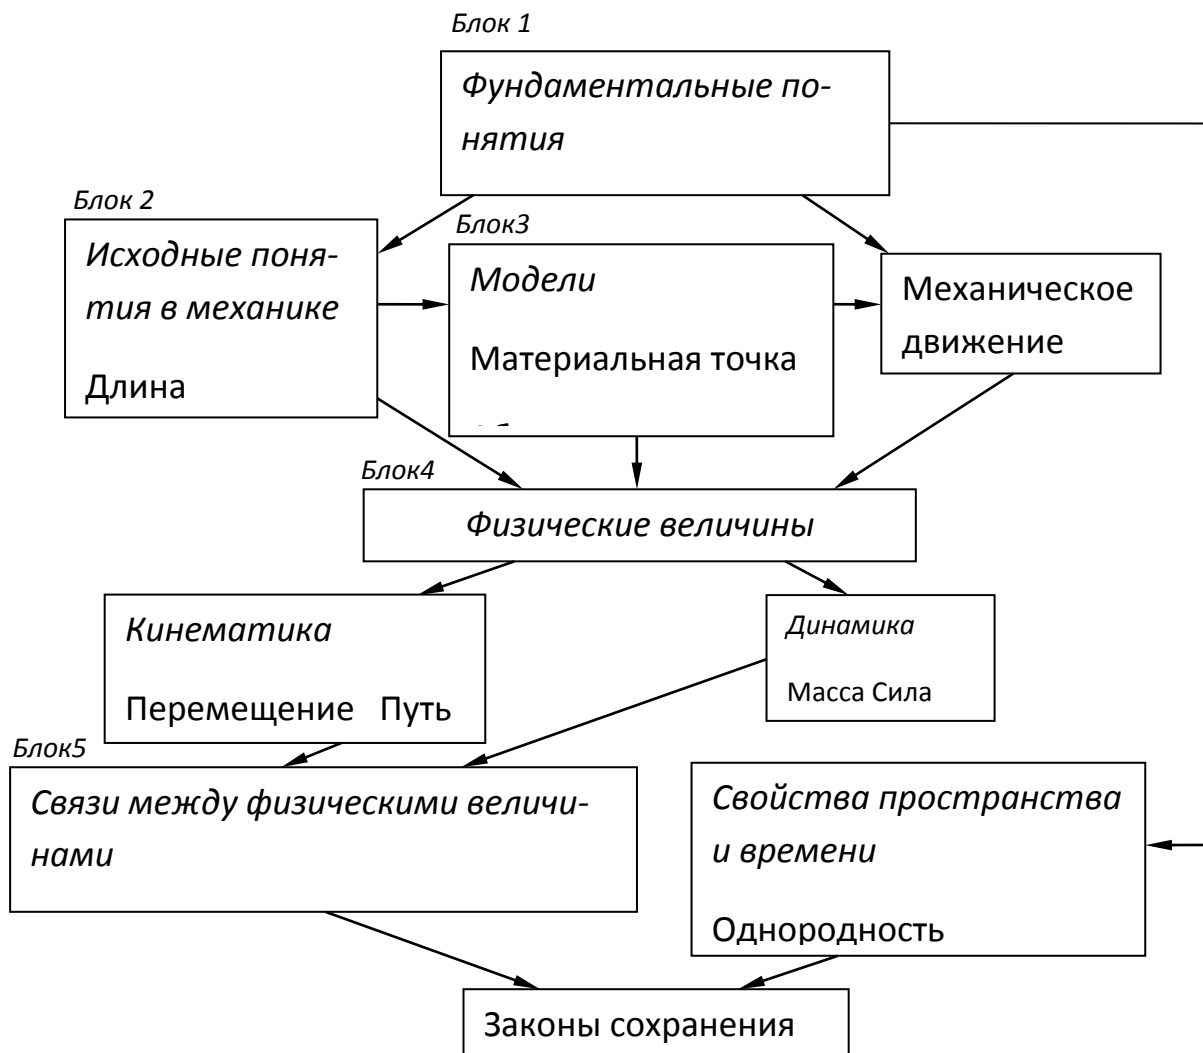 Блок 1
Фундаментальные по-
нятия
Блок 2
Исходные поня-
тия в механике
Длина
Блок3
Модели
Материальная точка
Механическое
движение
Блок4
Физические величины
Кинематика
Перемещение Путь
Динамика
Масса Сила
Блок5
Связи между физическими величи-
нами
Свойства пространства
и времени
Однородность
Законы сохранения